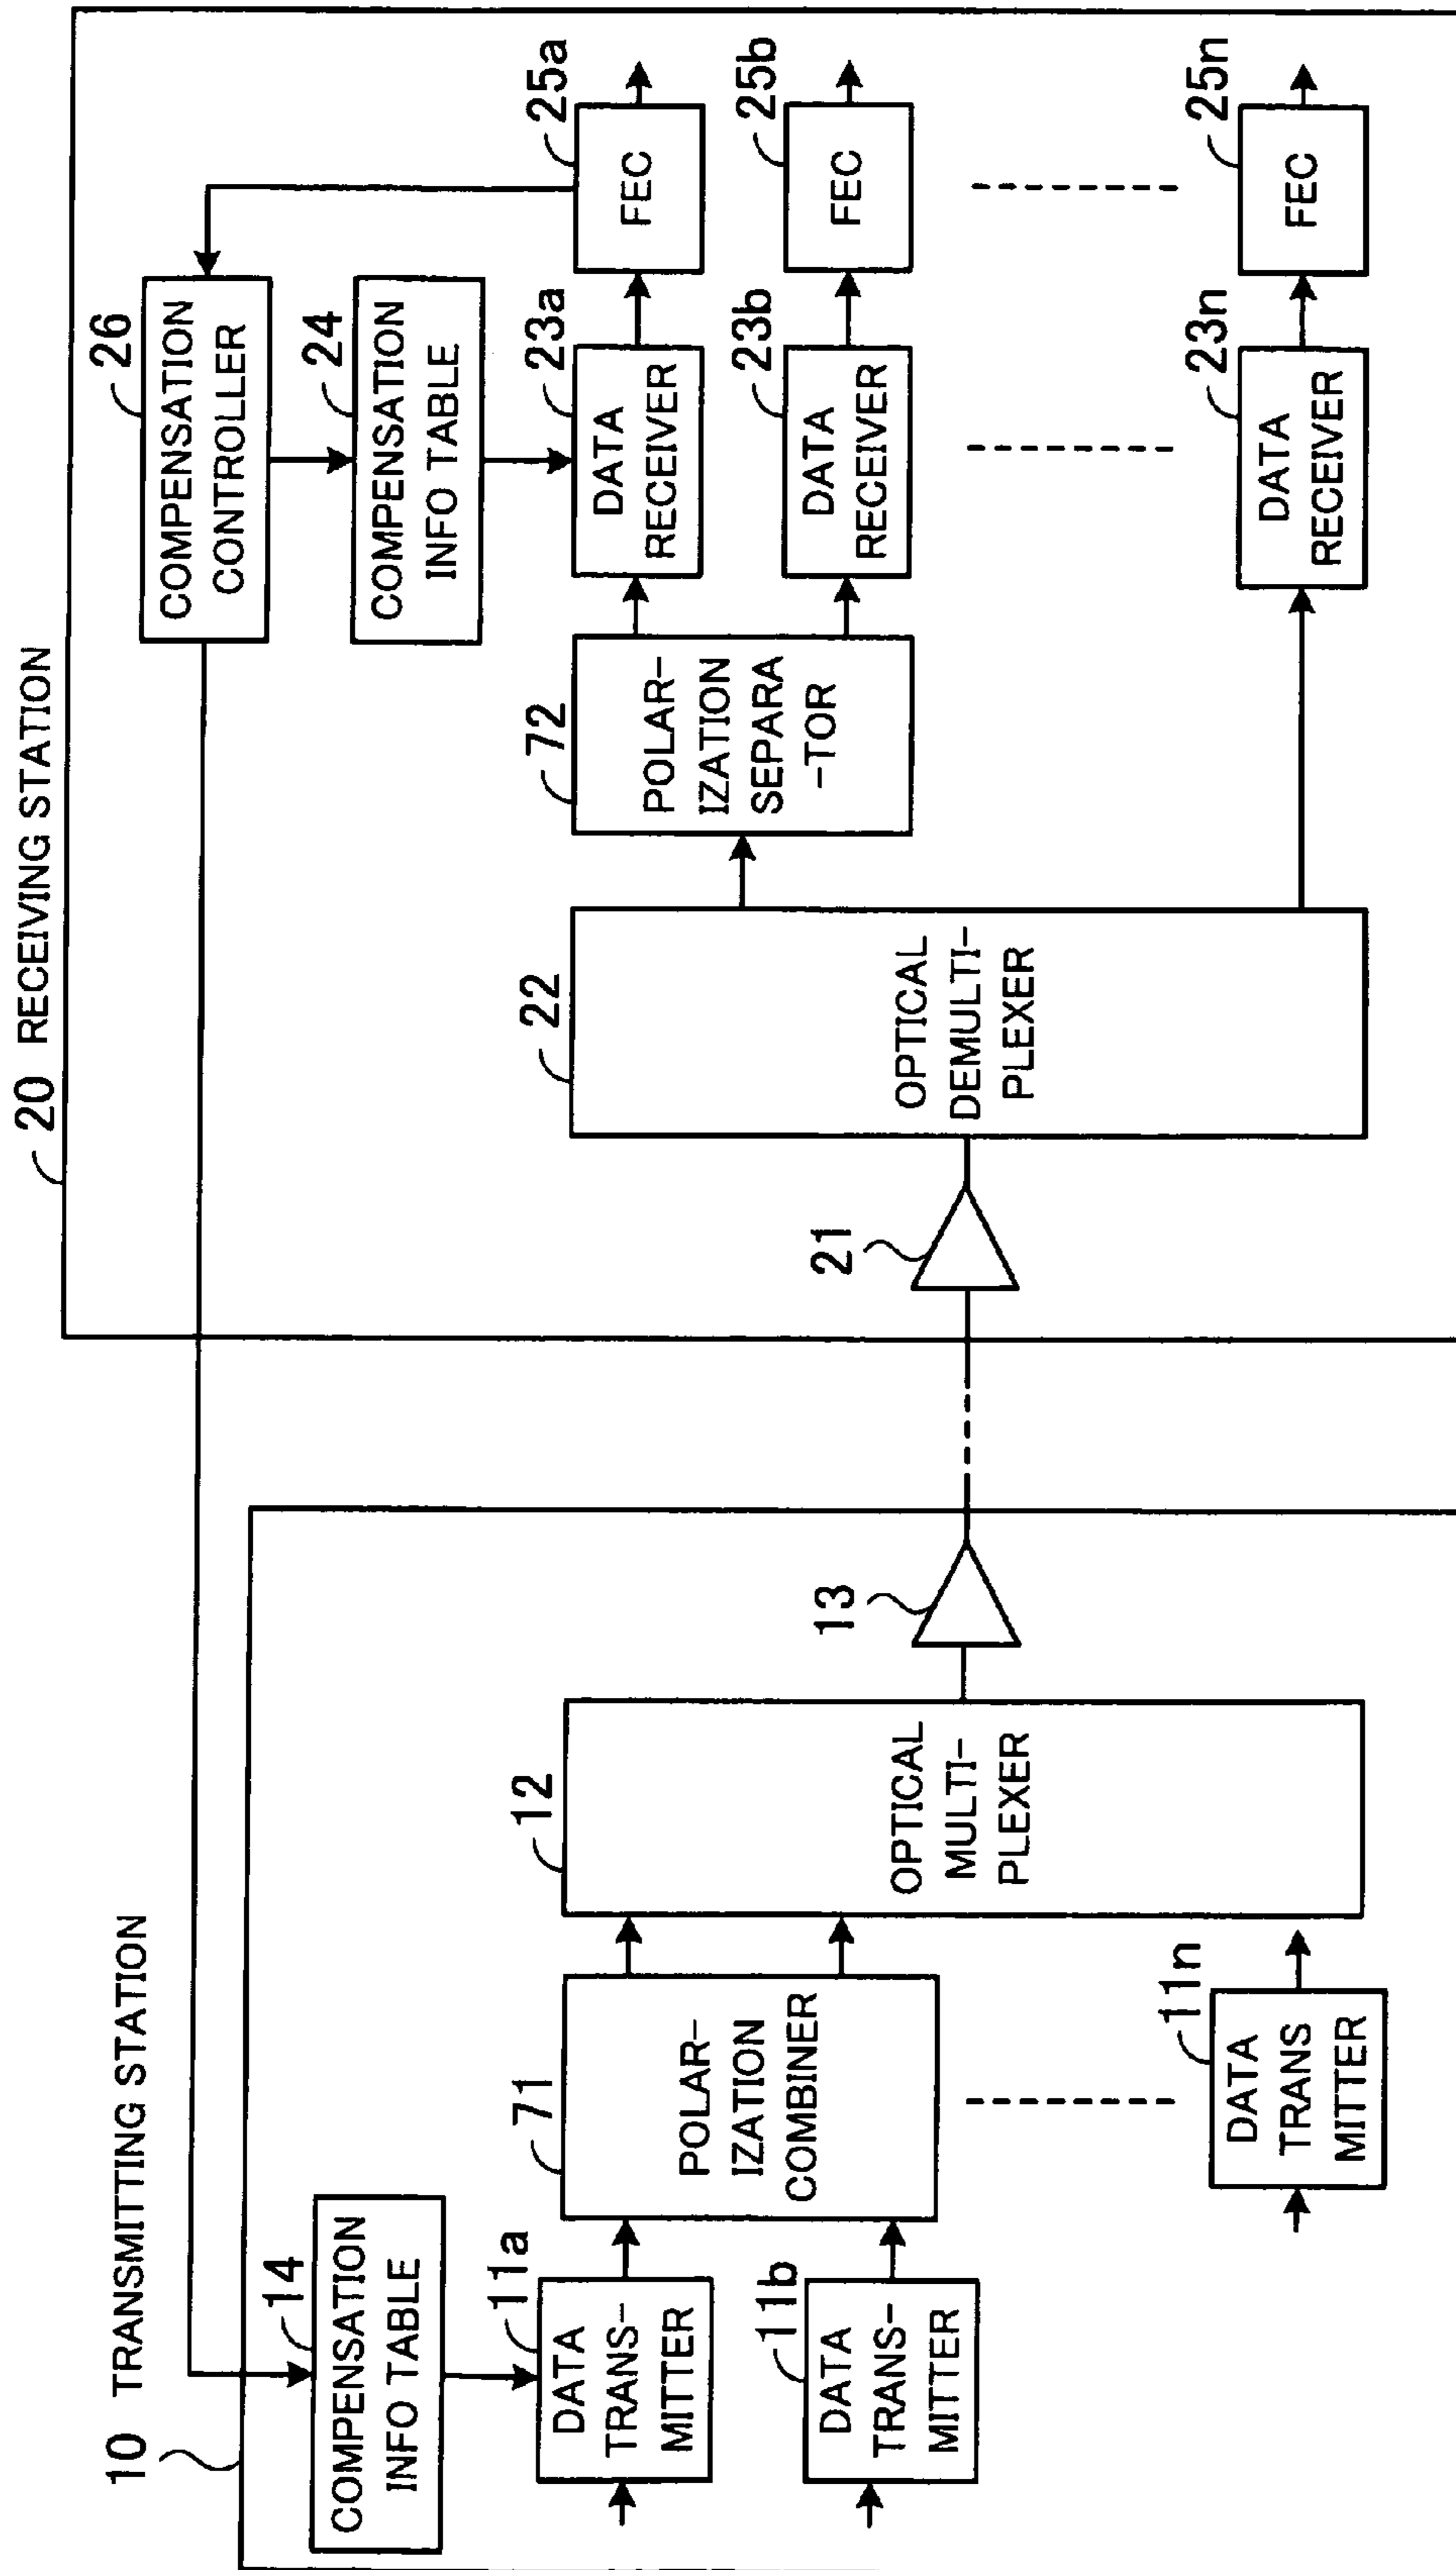 10 TRANSMITTING STATION
14
COMPENSATION
INFO TABLE
11a
DATA
TRANS-
MITTER
11b
DATA
TRANS-
MITTER
71
POLAR-
IZATION
COMBINER
11n
DATA
TRANS
MITTER
12
OPTICAL
MULTI-
PLEXER
13
20 RECEIVING STATION
21
22
OPTICAL
DEMULTI-
PLEXER
72
POLAR-
IZATION
SEPARA
-TOR
26
COMPENSATION
CONTROLLER
24
COMPENSATION
INFO TABLE
23a
DATA
RECEIVER
23b
DATA
RECEIVER
23n
DATA
RECEIVER
25a
FEC
25b
FEC
25n
FEC